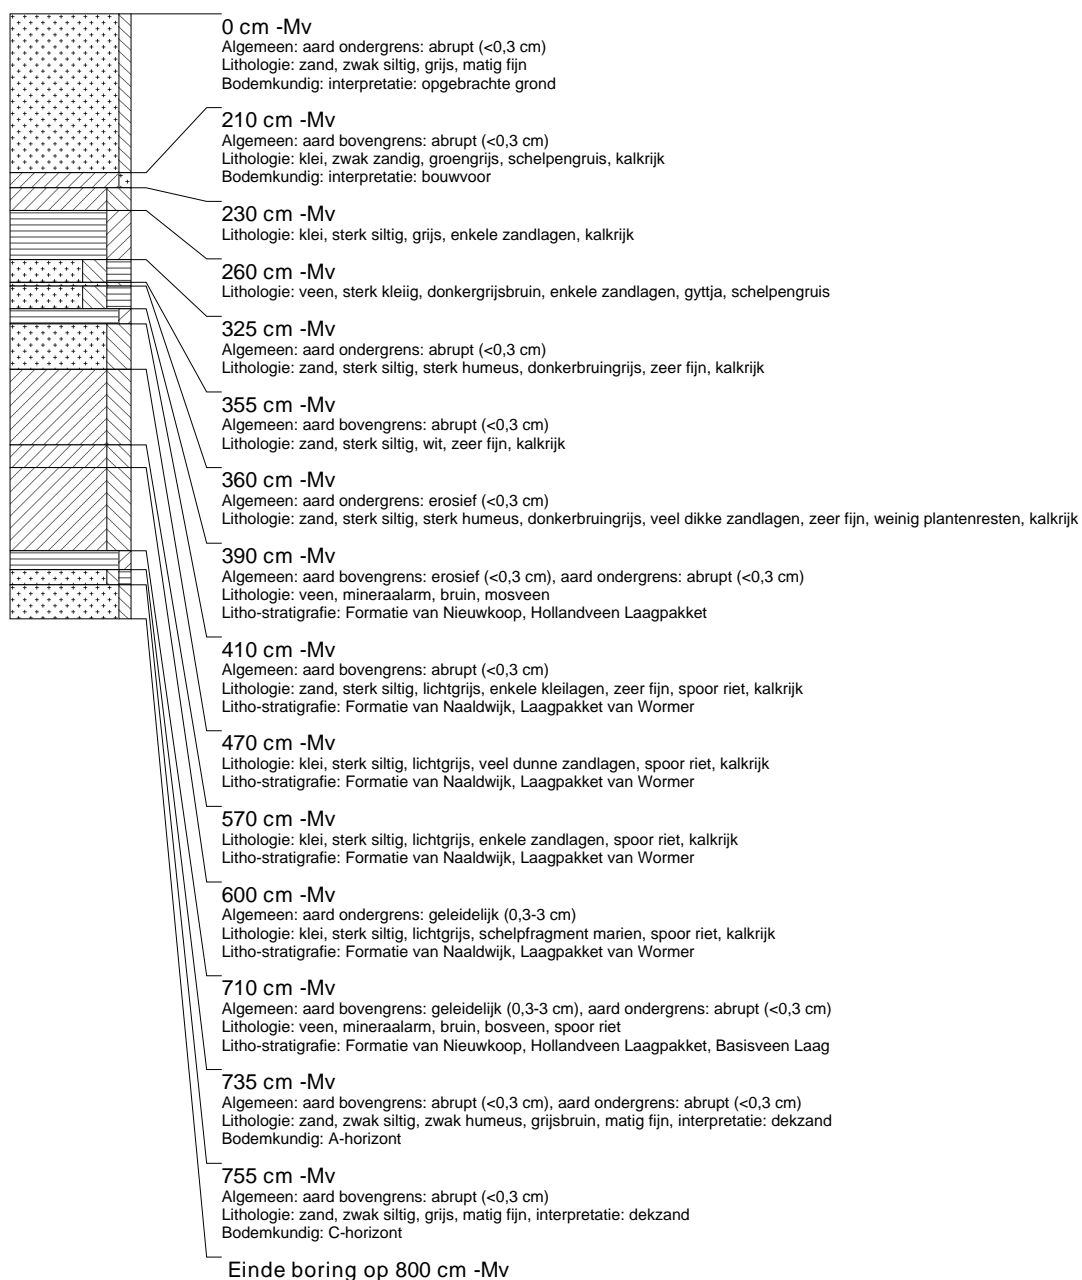 0 cm -Mv
Algemeen: aard ondergrens: abrupt (<0,3 cm)
Lithologie: zand, zwak siltig, grijs, matig fijn
Bodemkundig: interpretatie: opgebrachte grond
210 cm -Mv
Algemeen: aard bovengrens: abrupt (<0,3 cm)
Lithologie: klei, zwak zandig, groengrijs, schelpengruis, kalkrijk
Bodemkundig: interpretatie: bouwvoor
230 cm -Mv
Lithologie: klei, sterk siltig, grijs, enkele zandlagen, kalkrijk
260 cm -Mv
Lithologie: veen, sterk kleiig, donkergrijsbruin, enkele zandlagen, gyttja, schelpengruis
325 cm -Mv
Algemeen: aard ondergrens: abrupt (<0,3 cm)
Lithologie: zand, sterk siltig, sterk humeus, donkerbruingrijs, zeer fijn, kalkrijk
355 cm -Mv
Algemeen: aard bovengrens: abrupt (<0,3 cm)
Lithologie: zand, sterk siltig, wit, zeer fijn, kalkrijk
360 cm -Mv
Algemeen: aard ondergrens: erosief (<0,3 cm)
Lithologie: zand, sterk siltig, sterk humeus, donkerbruingrijs, veel dikke zandlagen, zeer fijn, weinig plantenresten, kalkrijk
390 cm -Mv
Algemeen: aard bovengrens: erosief (<0,3 cm), aard ondergrens: abrupt (<0,3 cm)
Lithologie: veen, mineraalarm, bruin, mosveen
Litho-stratigrafie: Formatie van Nieuwkoop, Hollandveen Laagpakket
410 cm -Mv
Algemeen: aard bovengrens: abrupt (<0,3 cm)
Lithologie: zand, sterk siltig, lichtgrijs, enkele kleilagen, zeer fijn, spoor riet, kalkrijk
Litho-stratigrafie: Formatie van Naaldwijk, Laagpakket van Wormer
470 cm -Mv
Lithologie: klei, sterk siltig, lichtgrijs, veel dunne zandlagen, spoor riet, kalkrijk
Litho-stratigrafie: Formatie van Naaldwijk, Laagpakket van Wormer
570 cm -Mv
Lithologie: klei, sterk siltig, lichtgrijs, enkele zandlagen, spoor riet, kalkrijk
Litho-stratigrafie: Formatie van Naaldwijk, Laagpakket van Wormer
600 cm -Mv
Algemeen: aard ondergrens: geleidelijk (0,3-3 cm)
Lithologie: klei, sterk siltig, lichtgrijs, schelpfragment marien, spoor riet, kalkrijk
Litho-stratigrafie: Formatie van Naaldwijk, Laagpakket van Wormer
710 cm -Mv
Algemeen: aard bovengrens: geleidelijk (0,3-3 cm), aard ondergrens: abrupt (<0,3 cm)
Lithologie: veen, mineraalarm, bruin, bosveen, spoor riet
Litho-stratigrafie: Formatie van Nieuwkoop, Hollandveen Laagpakket, Basisveen Laag
735 cm -Mv
Algemeen: aard bovengrens: abrupt (<0,3 cm), aard ondergrens: abrupt (<0,3 cm)
Lithologie: zand, zwak siltig, zwak humeus, grijsbruin, matig fijn, interpretatie: dekzand
Bodemkundig: A-horizont
755 cm -Mv
Algemeen: aard bovengrens: abrupt (<0,3 cm)
Lithologie: zand, zwak siltig, grijs, matig fijn, interpretatie: dekzand
Bodemkundig: C-horizont
Einde boring op 800 cm -Mv